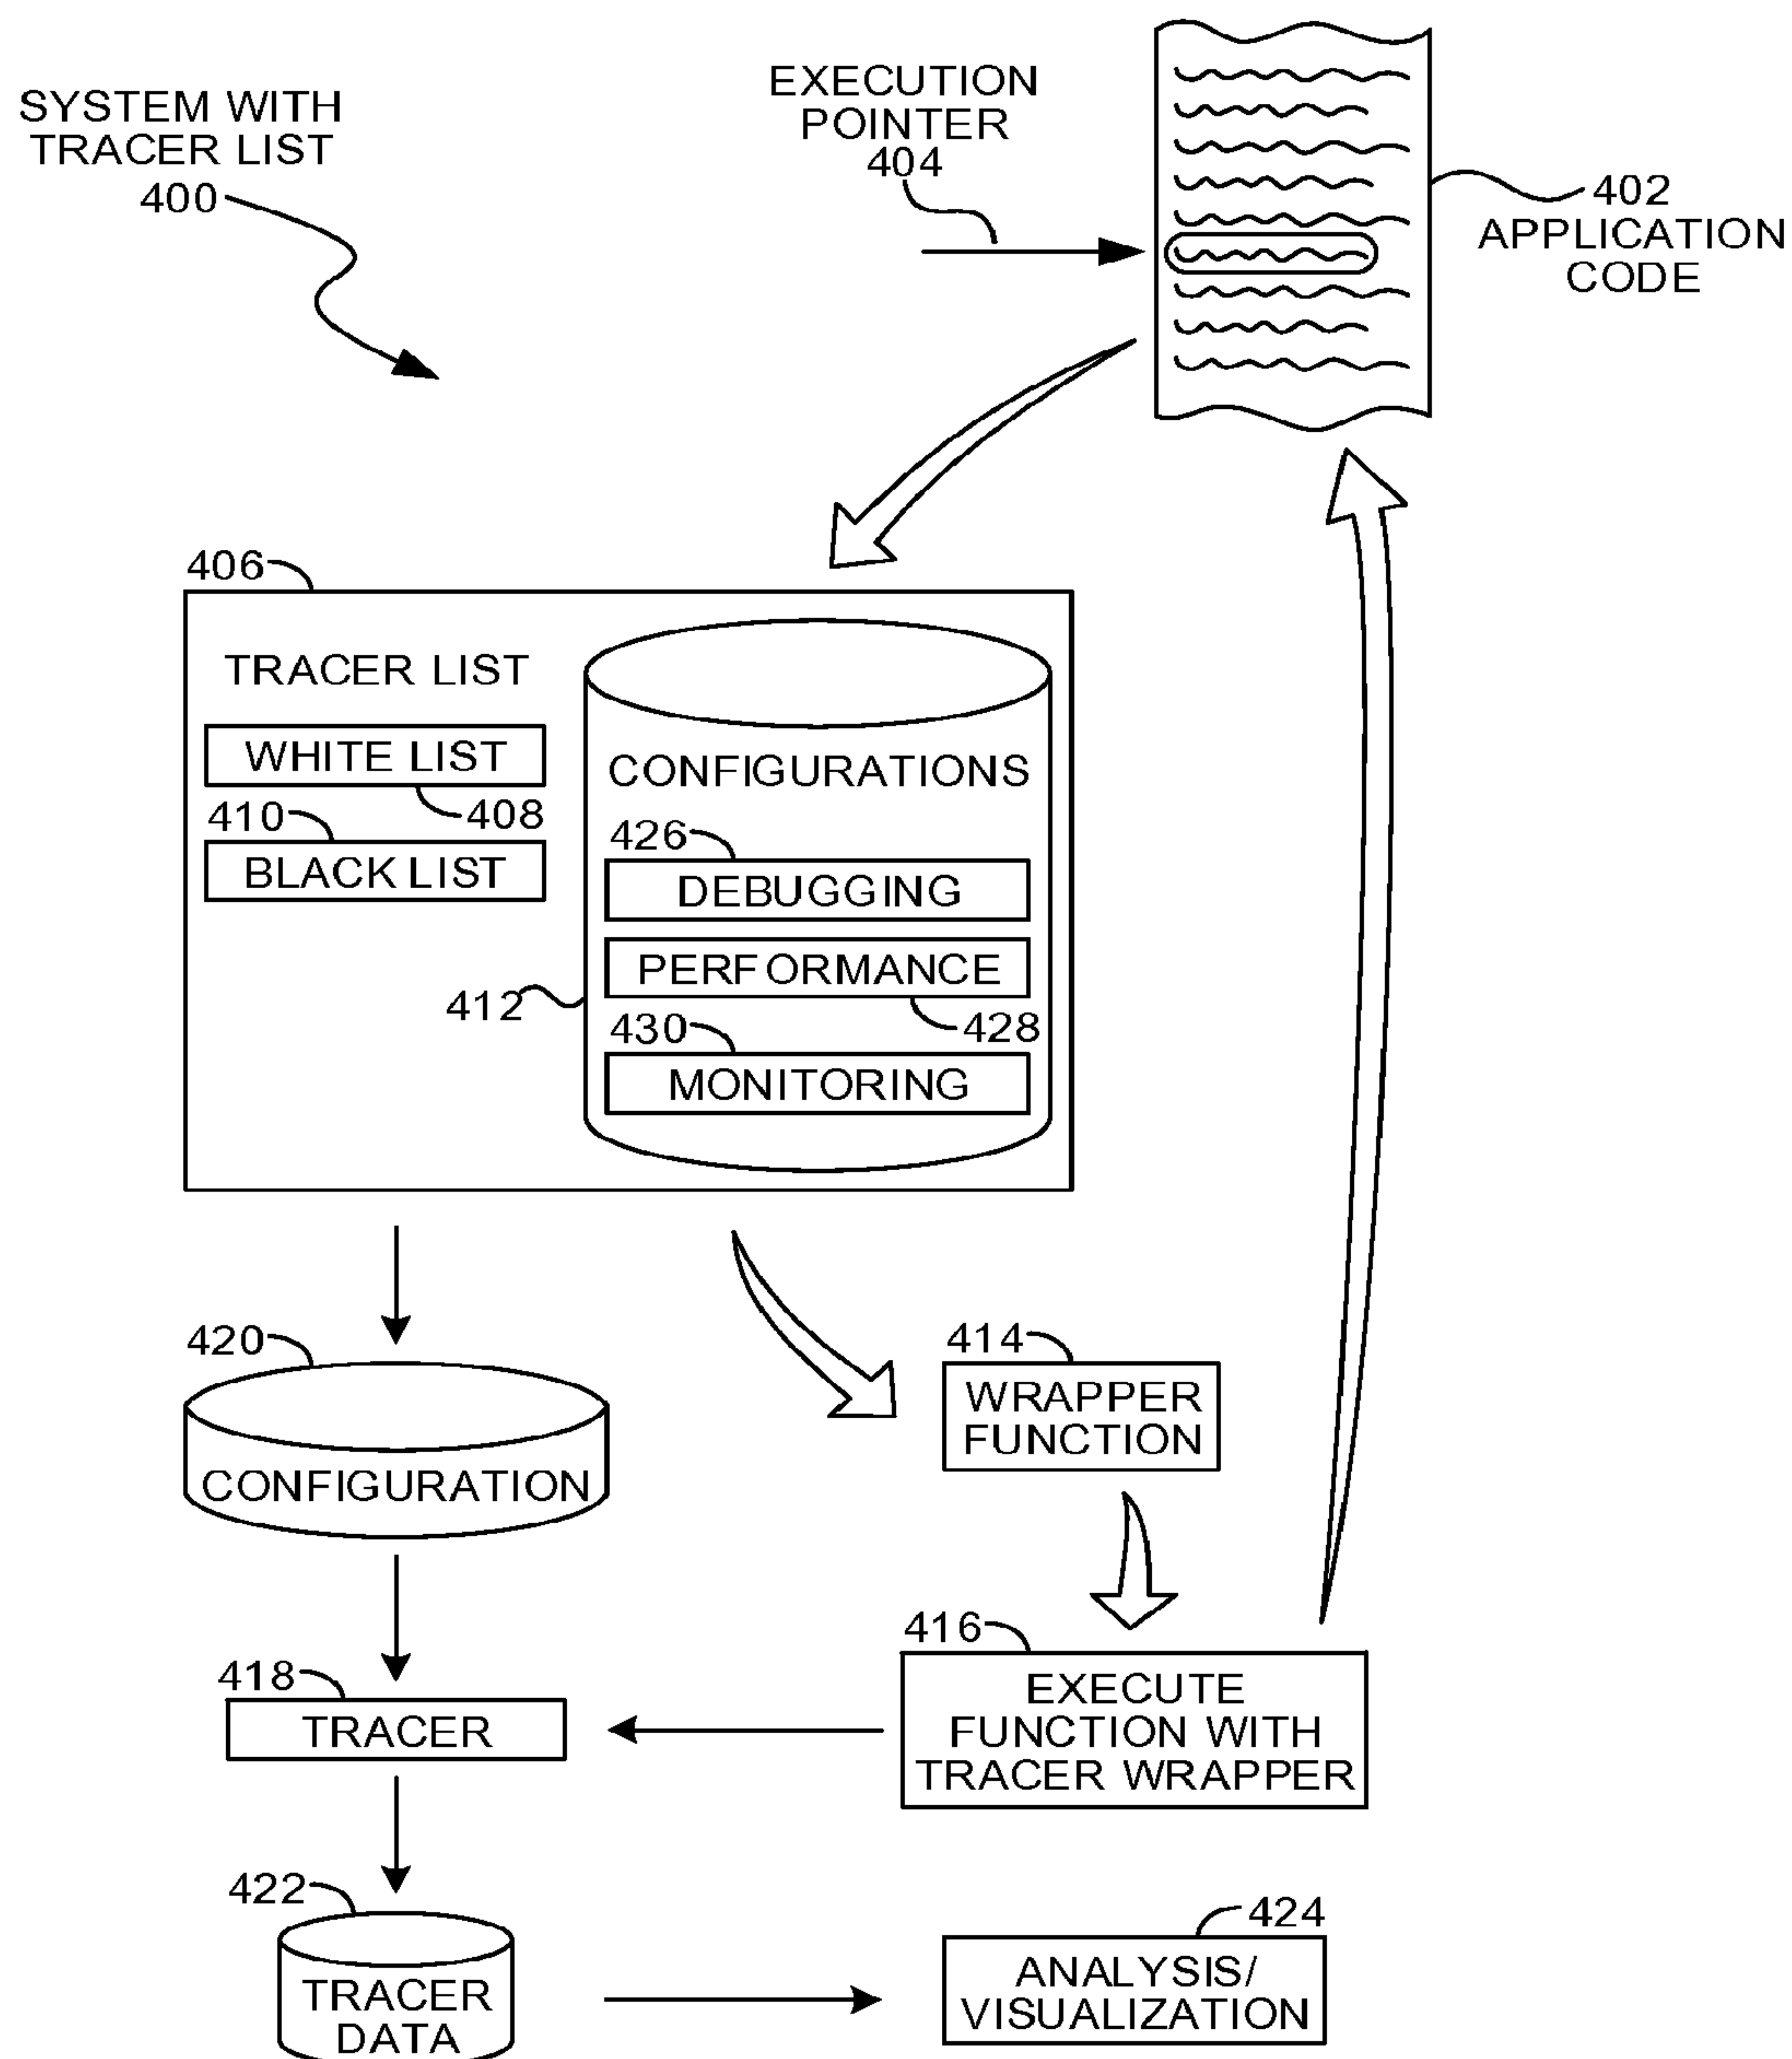 SYSTEM WITH
TRACER LIST
400
EXECUTION
POINTER
404
402
APPLICATION
CODE
406
TRACER LIST
WHITE LIST
408
410
BLACK LIST
CONFIGURATIONS
426
DEBUGGING
PERFORMANCE
428
412
430
MONITORING
420
CONFIGURATION
414
WRAPPER
FUNCTION
416
EXECUTE
FUNCTION WITH
TRACER WRAPPER
418
TRACER
422
TRACER
DATA
424
ANALYSIS/
VISUALIZATION